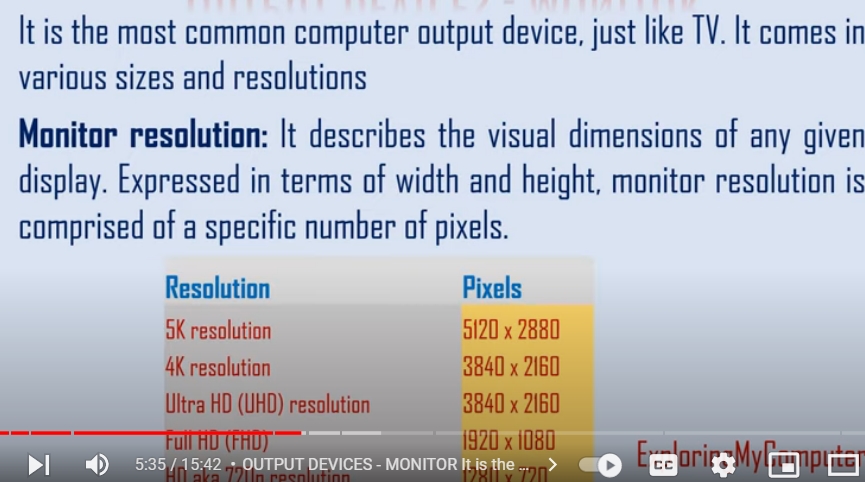 OUTPUT DEVICES - MONITOR
It is the most common computer output device, just like TV. It comes in
various sizes and resolutions
Monitor resolution: It describes the visual dimensions of any given
display. Expressed in terms of width and height, monitor resolution is
comprised of a specific number of pixels.
Resolution Pixels
5K resolution 5120 x 2880
4K resolution 3840 x 2160
Ultra HD (UHD) resolution 3840 x 2160
Full HD (FHD) 1920 x 1080
HD aka 720p resolution 1280 x 720
ExploringMyComputer
5:35 / 15:42 • OUTPUT DEVICES - MONITOR It is the ...
CC